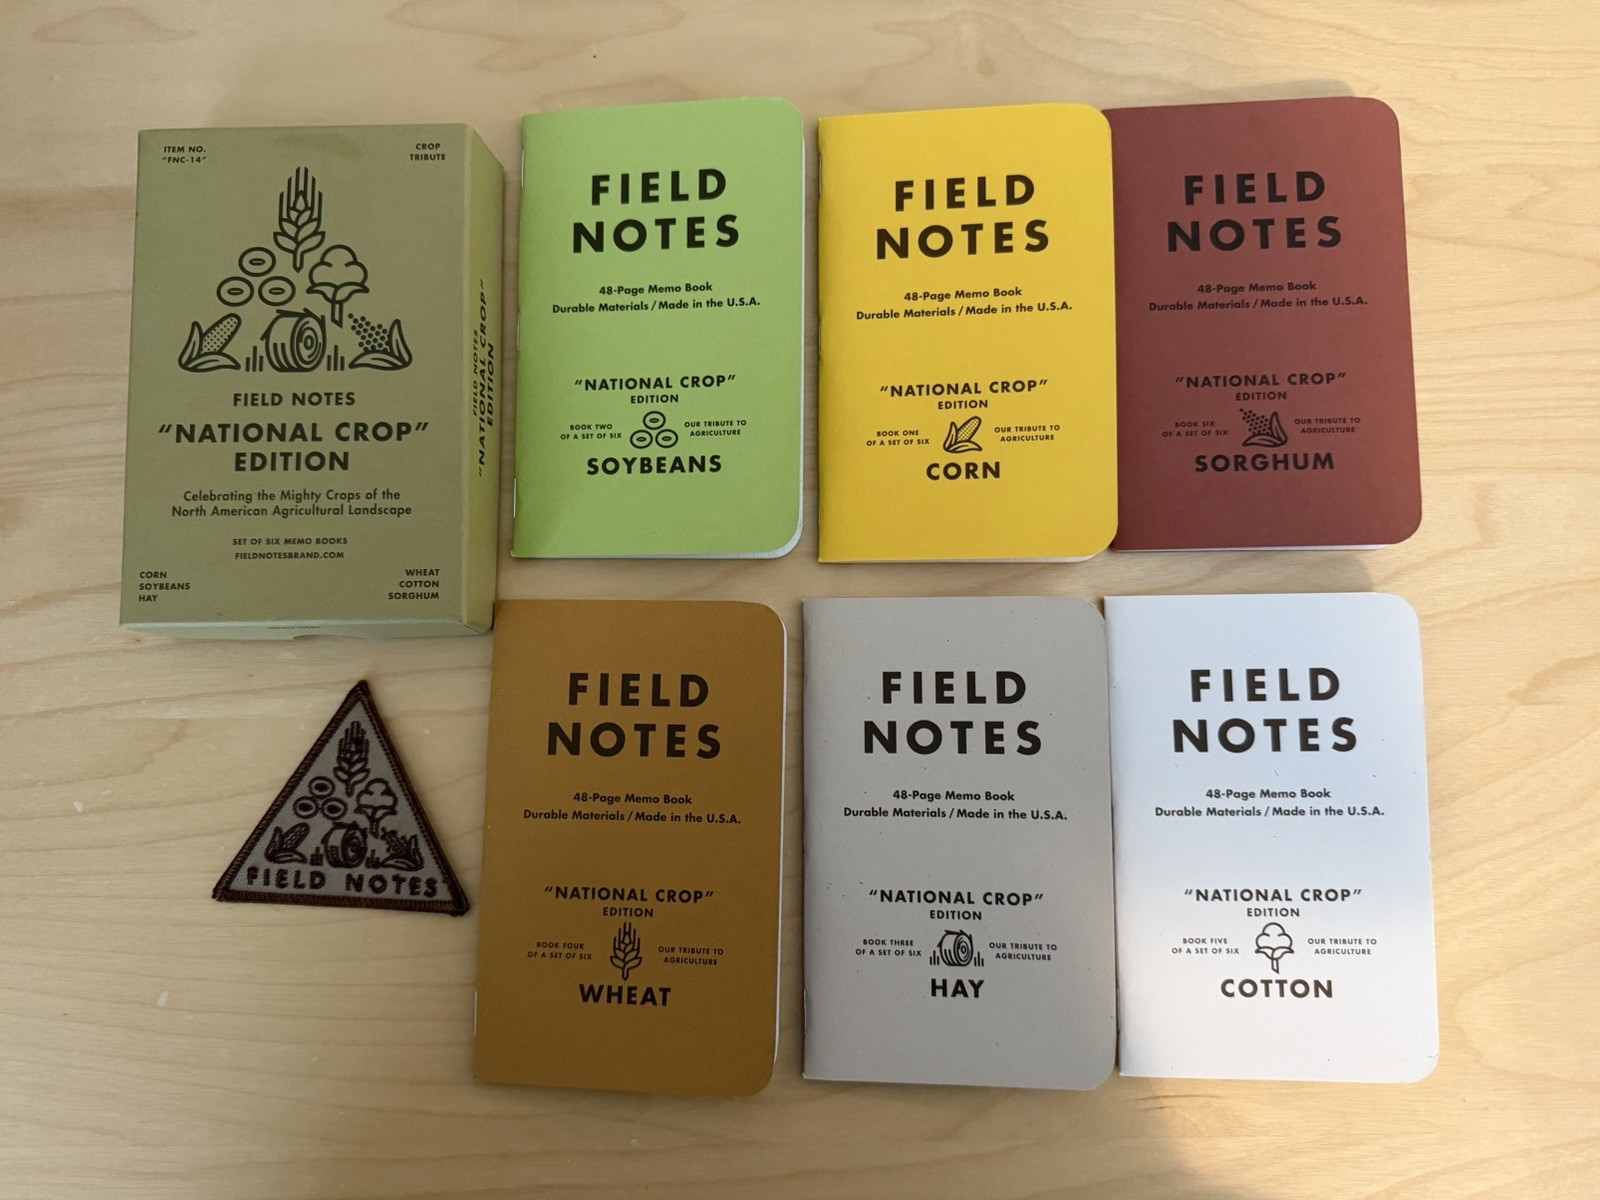 ITEM NO.
"FNC-14"
CROP
TRIBUTE
FIELD NOTES
"NATIONAL CROP"
EDITION
Celebrating the Mighty Crops of the
North American Agricultural Landscape
SET OF SIX MEMO BOOKS
FIELDNOTESBRAND.COM
CORN
SOYBEANS
HAY
WHEAT
COTTON
SORGHUM
FIELD NOTES
"NATIONAL CROP"
EDITION
FIELD
NOTES
48-Page Memo Book
Durable Materials / Made in the U.S.A.
"NATIONAL CROP"
EDITION
BOOK TWO
OF A SET OF SIX
OUR TRIBUTE TO
AGRICULTURE
SOYBEANS
FIELD
NOTES
48-Page Memo Book
Durable Materials / Made in the U.S.A.
"NATIONAL CROP"
EDITION
BOOK ONE
OF A SET OF SIX
OUR TRIBUTE TO
AGRICULTURE
CORN
FIELD
NOTES
48-Page Memo Book
Durable Materials / Made in the U.S.A.
"NATIONAL CROP"
EDITION
BOOK SIX
OF A SET OF SIX
OUR TRIBUTE TO
AGRICULTURE
SORGHUM
FIELD NOTES
FIELD
NOTES
48-Page Memo Book
Durable Materials / Made in the U.S.A.
"NATIONAL CROP"
EDITION
BOOK FOUR
OF A SET OF SIX
OUR TRIBUTE TO
AGRICULTURE
WHEAT
FIELD
NOTES
48-Page Memo Book
Durable Materials / Made in the U.S.A.
"NATIONAL CROP"
EDITION
BOOK THREE
OF A SET OF SIX
OUR TRIBUTE TO
AGRICULTURE
HAY
FIELD
NOTES
48-Page Memo Book
Durable Materials / Made in the U.S.A.
"NATIONAL CROP"
EDITION
BOOK FIVE
OF A SET OF SIX
OUR TRIBUTE TO
AGRICULTURE
COTTON